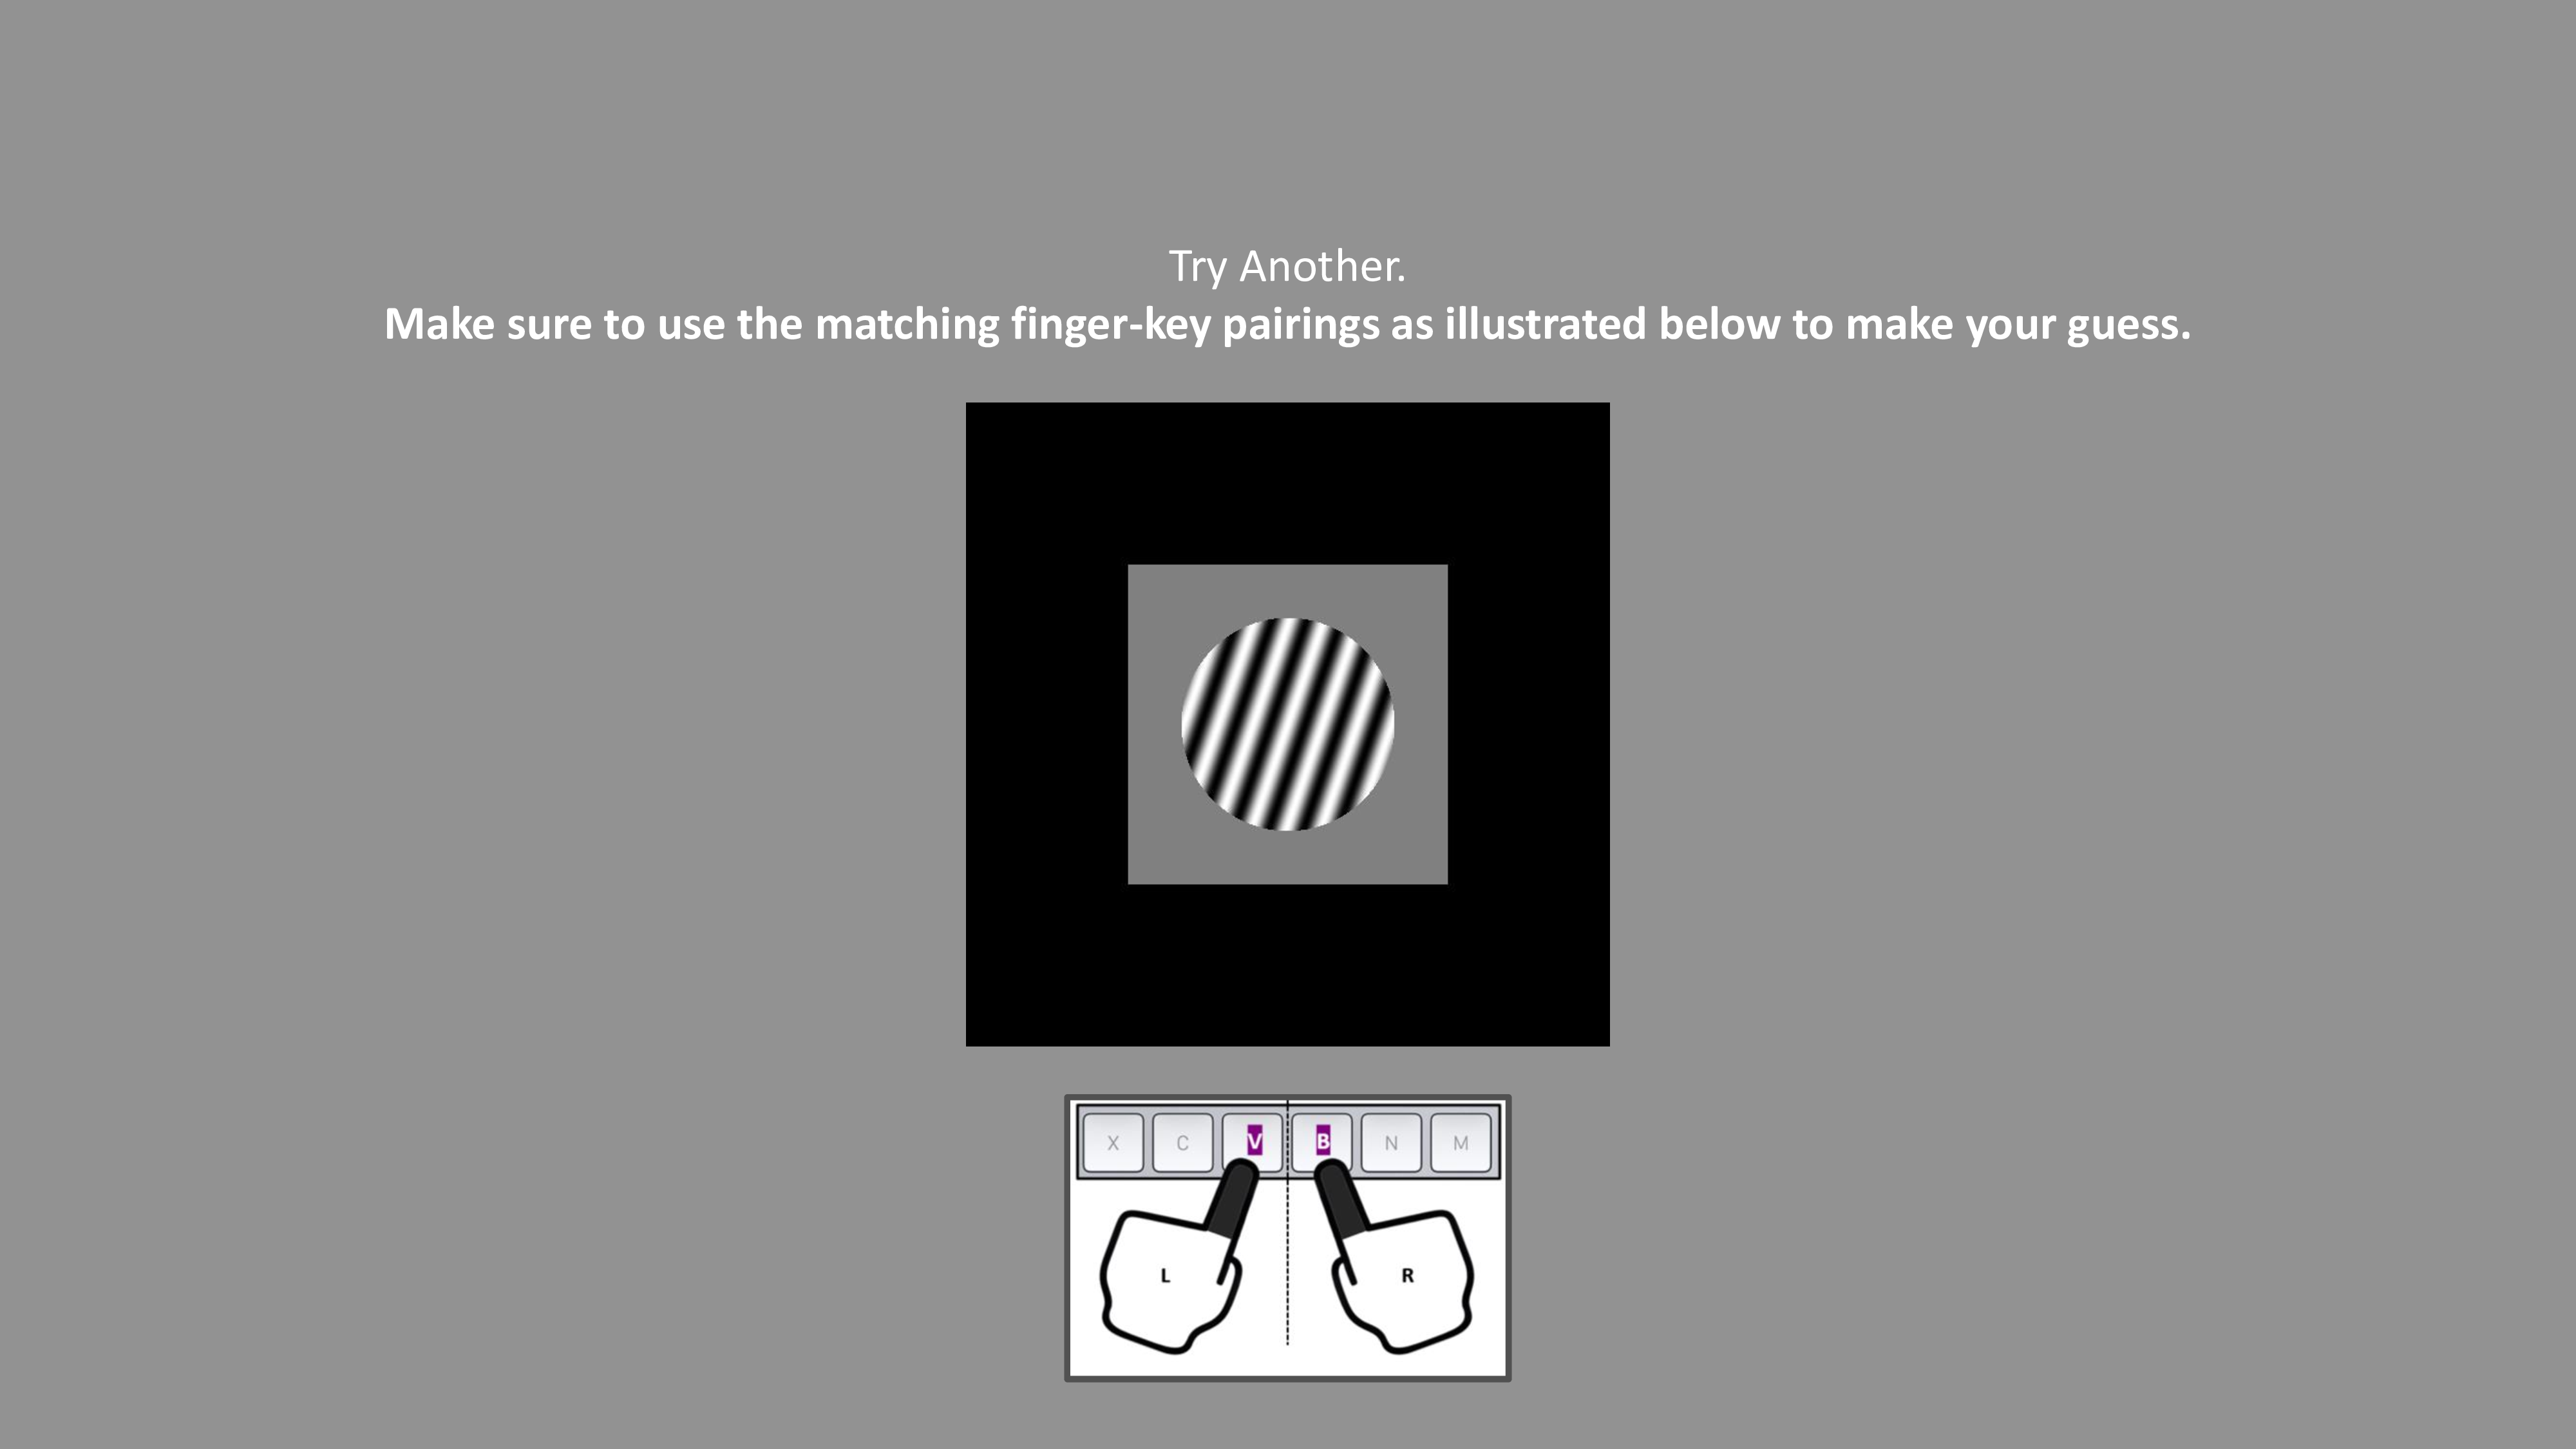 Try Another.
Make sure to use the matching finger-key pairings as illustrated below to make your guess.
X C V B N M
L R